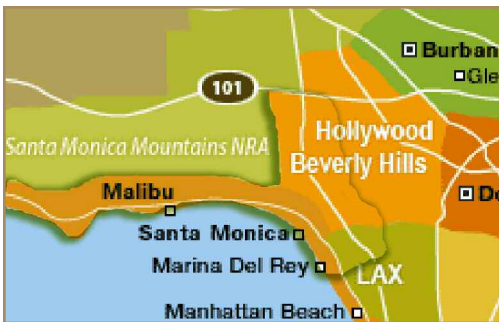 Burban
Gle
101
Hollywood
Santa Monica Mountains NRA
Beverly Hills
Malibu
Do
Santa Monica
Marina Del Rey
LAX
Manhattan Beach